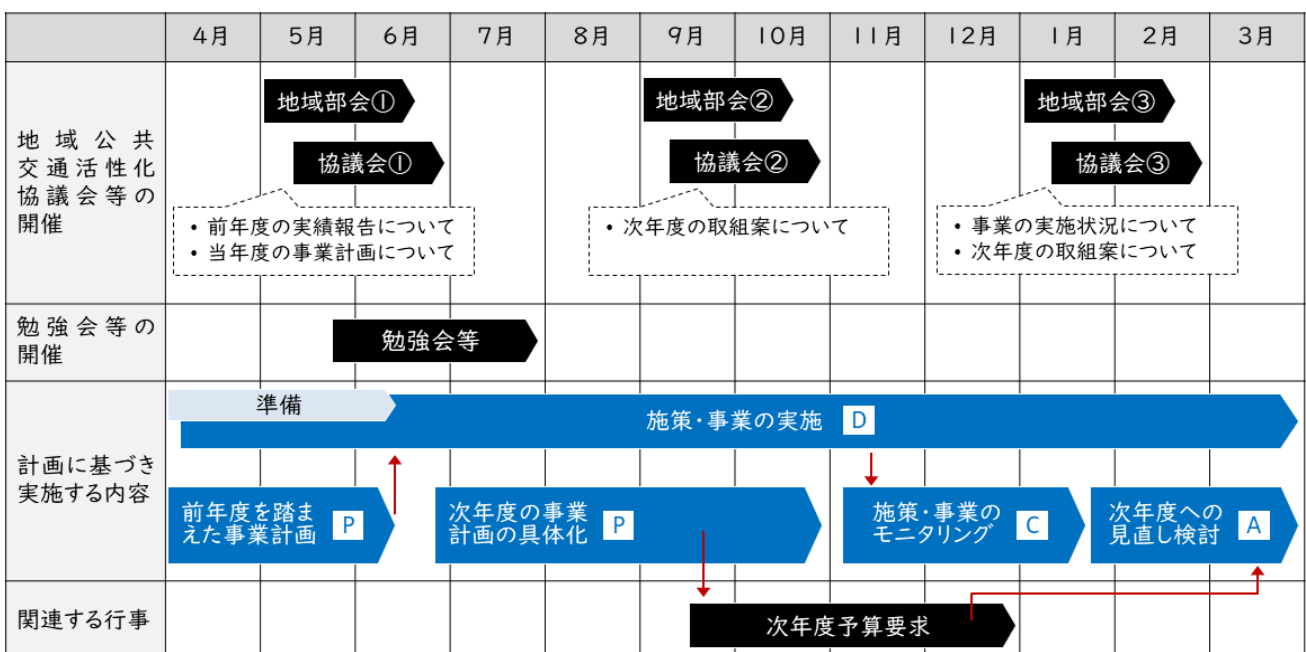 4月 5月 6月 7月 8月 9月 10月 11月 12月 1月 2月 3月
地域公共
交通活性化
協議会等の
開催
地域部会①
地域部会②
地域部会③
協議会①
協議会②
協議会③
• 前年度の実績報告について
• 当年度の事業計画について
• 次年度の取組案について
• 事業の実施状況について
• 次年度の取組案について
勉強会等の
開催
勉強会等
計画に基づき
実施する内容
準備
施策・事業の実施 D
前年度を踏ま
えた事業計画 P
次年度の事業
計画の具体化 P
施策・事業の
モニタリング C
次年度への
見直し検討 A
関連する行事
次年度予算要求